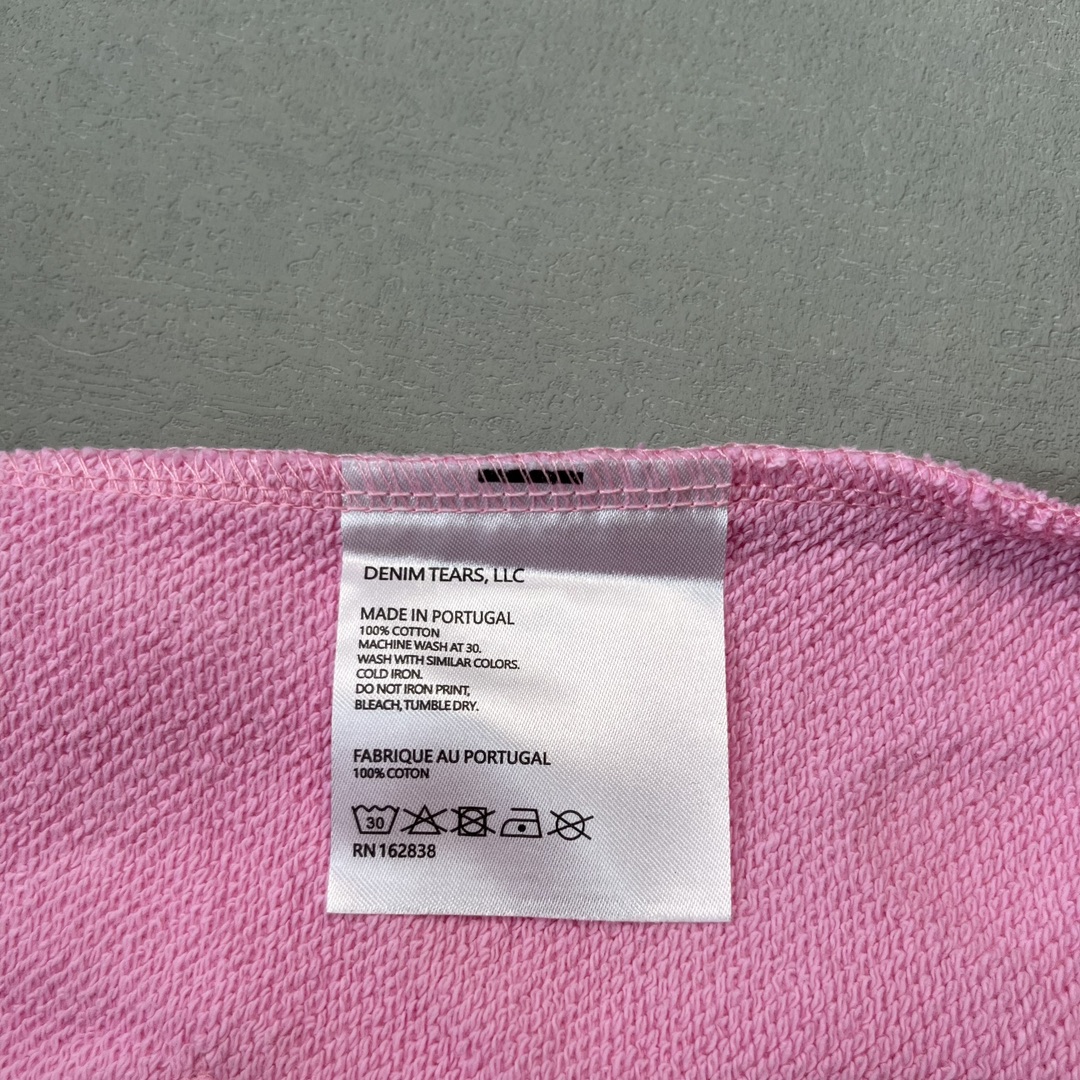 DENIM TEARS, LLC
MADE IN PORTUGAL
100% COTTON
MACHINE WASH AT 30.
WASH WITH SIMILAR COLORS.
COLD IRON.
DO NOT IRON PRINT,
BLEACH, TUMBLE DRY.
FABRIQUE AU PORTUGAL
100% COTON
30
RN 162838